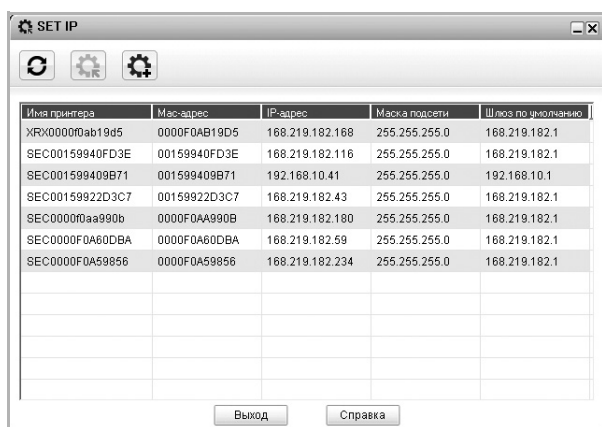 SET IP
Имя принтера Mac-адрес IP-адрес Маска подсети Шлюз по умолчанию
XRX0000f0ab19d5 0000F0AB19D5 168.219.182.168 255.255.255.0 168.219.182.1
SEC00159940FD3E 00159940FD3E 168.219.182.116 255.255.255.0 168.219.182.1
SEC001599409B71 001599409B71 192.168.10.41 255.255.255.0 192.168.10.1
SEC00159922D3C7 00159922D3C7 168.219.182.43 255.255.255.0 168.219.182.1
SEC0000f0aa990b 0000F0AA990B 168.219.182.180 255.255.255.0 168.219.182.1
SEC0000F0A60DBA 0000F0A60DBA 168.219.182.59 255.255.255.0 168.219.182.1
SEC0000F0A59856 0000F0A59856 168.219.182.234 255.255.255.0 168.219.182.1
Выход Справка